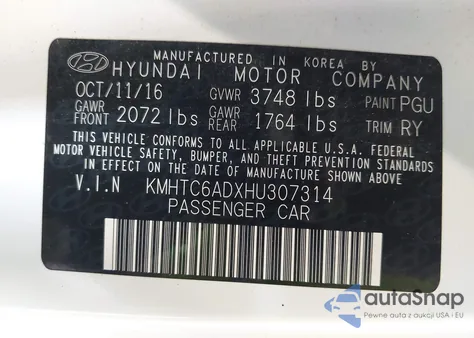 MANUFACTURED IN KOREA BY
HYUNDAI MOTOR COMPANY
OCT/11/16 GVWR 3748 lbs PAINT PGU
GAWR FRONT 2072 lbs GAWR REAR 1764 lbs TRIM RY
THIS VEHICLE CONFORMS TO ALL APPLICABLE U.S.A. FEDERAL
MOTOR VEHICLE SAFETY, BUMPER, AND THEFT PREVENTION
STANDARDS IN EFFECT ON THE DATE OF MANUFACTURE SHOWN ABOVE.
V.I.N KMHTC6ADXHU307314
PASSENGER CAR
autoSnap
Pewne auta z aukcji USA i EU